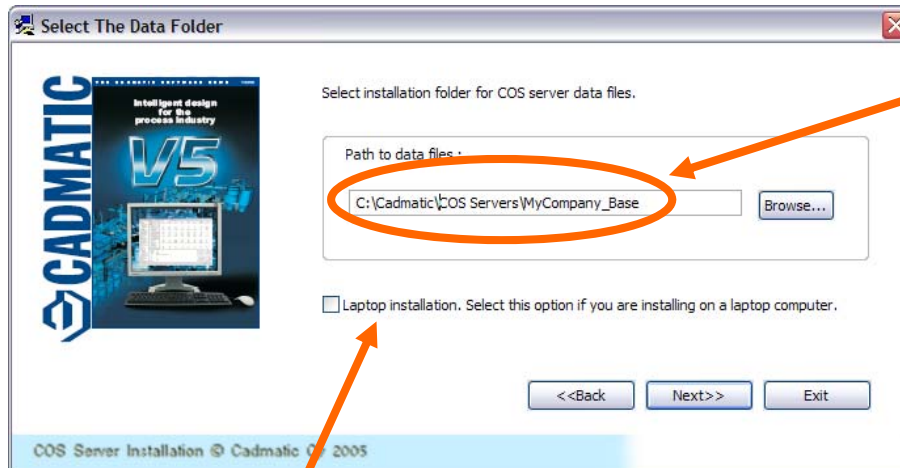 Select The Data Folder
CADMATIC
Intelligent design
for the
process industry
V5
Select installation folder for COS server data files.
Path to data files :
C:\Cadmatic\COS Servers\MyCompany_Base
Browse...
Laptop installation. Select this option if you are installing on a laptop computer.
<<Back
Next>>
Exit
COS Server Installation © Cadmatic Oy 2005